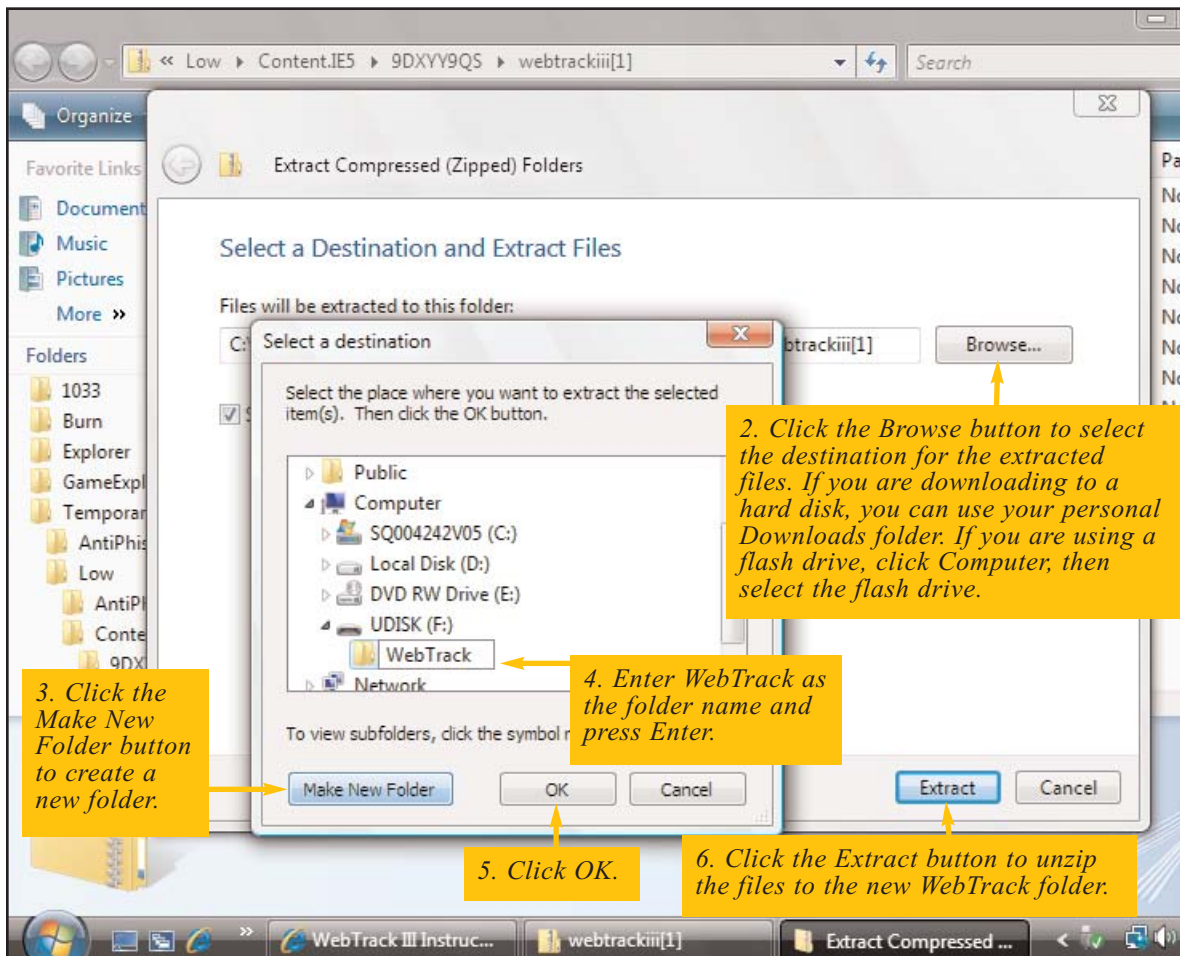 « Low ▸ Content.IE5 ▸ 9DXYY9QS ▸ webtrackiii[1]
Search
Organize
Extract Compressed (Zipped) Folders
Favorite Links
Document
Music
Pictures
More »
Folders
1033
Burn
Explorer
GameExpl
Temporar
AntiPhis
Low
AntiPh
Conte
9DX
Select a Destination and Extract Files
Files will be extracted to this folder:
C:\
btrackiii[1]
Browse...
Select a destination
Select the place where you want to extract the selected
item(s). Then click the OK button.
Public
Computer
SQ004242V05 (C:)
Local Disk (D:)
DVD RW Drive (E:)
UDISK (F:)
WebTrack
Network
To view subfolders, click the symbol
Make New Folder
OK
Cancel
Extract
Cancel
2. Click the Browse button to select
the destination for the extracted
files. If you are downloading to a
hard disk, you can use your personal
Downloads folder. If you are using a
flash drive, click Computer, then
select the flash drive.
3. Click the
Make New
Folder button
to create a
new folder.
4. Enter WebTrack as
the folder name and
press Enter.
5. Click OK.
6. Click the Extract button to unzip
the files to the new WebTrack folder.
Pa
No
No
No
No
No
No
No
WebTrack III Instruc...
webtrackiii[1]
Extract Compressed ...